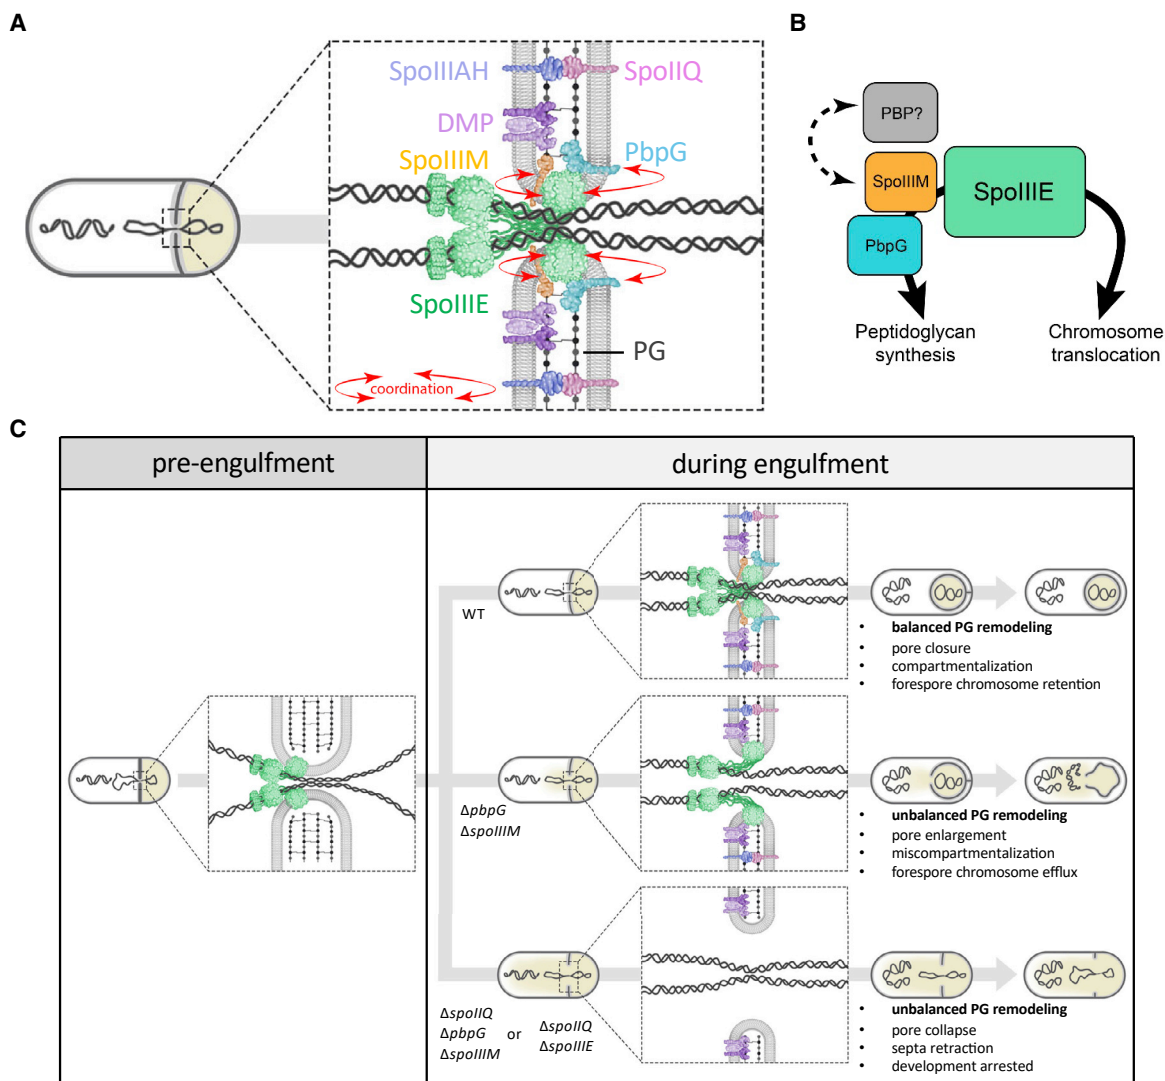 A
SpoIIIAH
SpoIIQ
DMP
SpoIIIM
PbpG
SpoIIIE
PG
coordination
B
PBP?
SpoIIIM
SpoIIIE
PbpG
Peptidoglycan
synthesis
Chromosome
translocation
C
pre-engulfment
during engulfment
WT
• balanced PG remodeling
• pore closure
• compartmentalization
• forespore chromosome retention
ΔpbpG
ΔspoIIIM
• unbalanced PG remodeling
• pore enlargement
• miscompartmentalization
• forespore chromosome efflux
ΔspoIIQ
ΔpbpG
ΔspoIIIM
or
ΔspoIIQ
ΔspoIIIE
• unbalanced PG remodeling
• pore collapse
• septa retraction
• development arrested